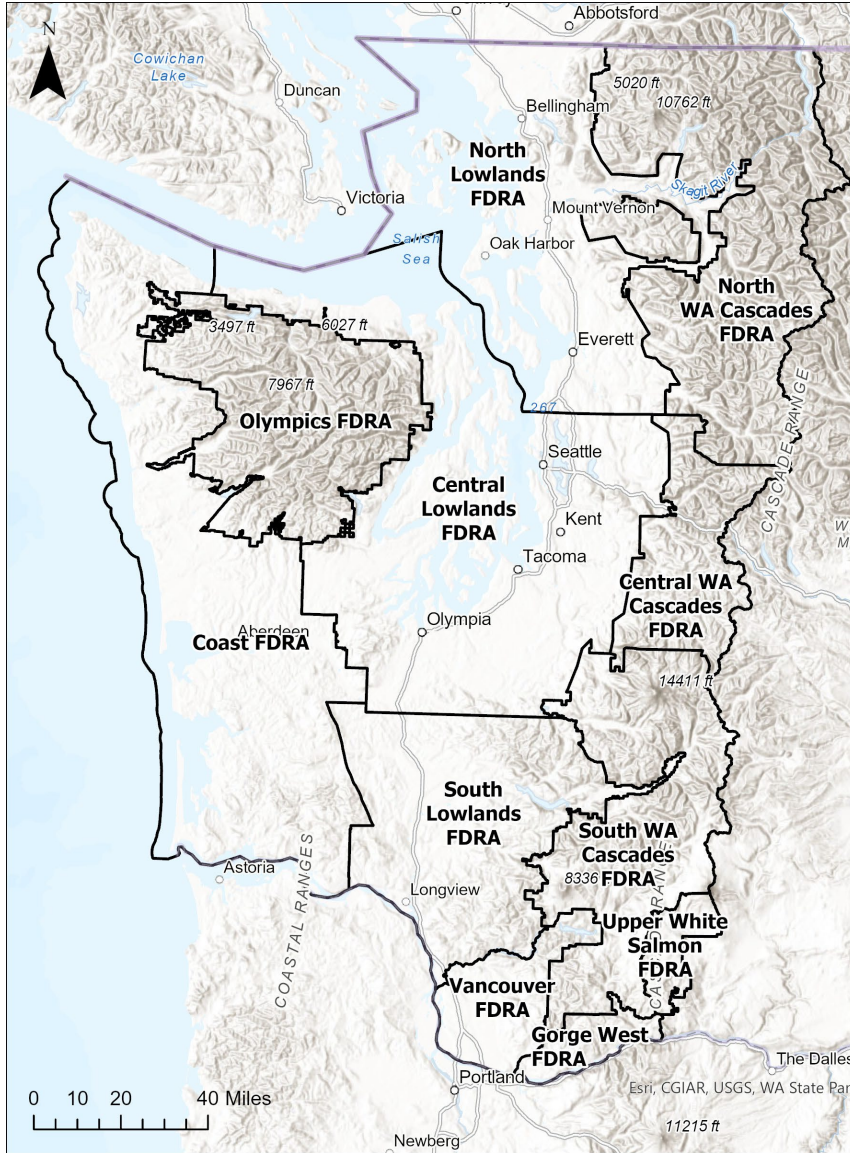 Abbotsford
N
Cowichan
Lake
Duncan
5020 ft
10762 ft
Bellingham
North
Lowlands
FDRA
Skagit River
Victoria
Mount Vernon
Salish
Sea
Oak Harbor
North
WA Cascades
FDRA
3497 ft
6027 ft
Everett
7967 ft
Olympics FDRA
267
CASCADE RANGE
Seattle
Central
Lowlands
FDRA
Kent
Tacoma
Central WA
Cascades
FDRA
Olympia
Aberdeen
Coast FDRA
14411 ft
South
Lowlands
FDRA
South WA
Cascades
FDRA
8336
Astoria
COASTAL RANGES
Longview
Upper White
Salmon
FDRA
Vancouver
FDRA
Gorge West
FDRA
The Dalles
Portland
Esri, CGIAR, USGS, WA State Par
0 10 20 40 Miles
11215 ft
Newberg